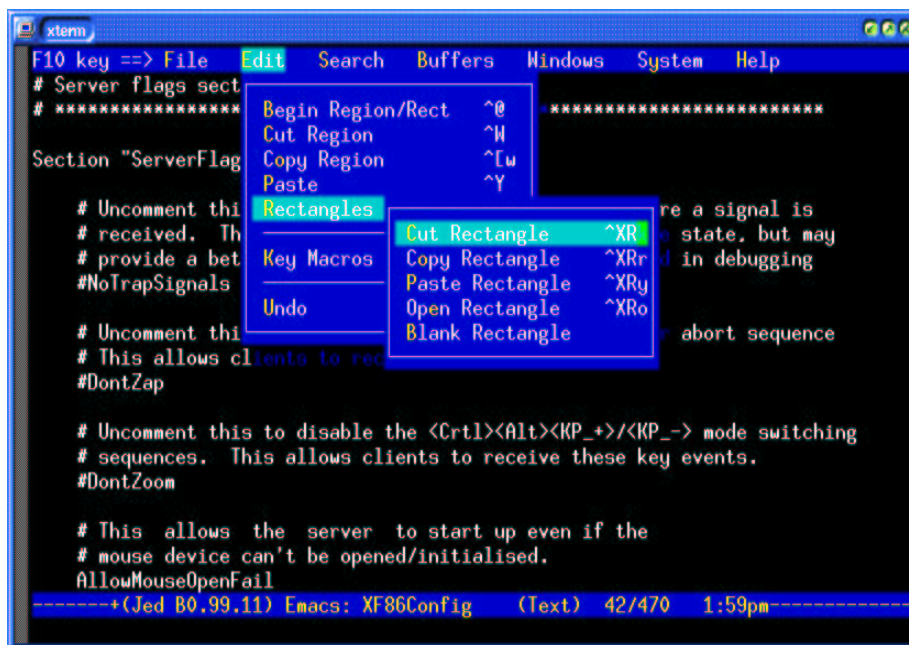 xterm
F10 key ==> File Edit Search Buffers Windows System Help
# Server flags sect
# ***************** *************************
Begin Region/Rect ^@
Cut Region ^W
Section "ServerFlag
Copy Region ^[w
Paste ^Y
# Uncomment thi Rectangles re a signal is
# received. Th Cut Rectangle ^XR state, but may
# provide a bet Key Macros Copy Rectangle ^XRr in debugging
#NoTrapSignals Paste Rectangle ^XRy
Undo Open Rectangle ^XRo
# Uncomment thi Blank Rectangle abort sequence
# This allows clients to rec
#DontZap
# Uncomment this to disable the <Crtl><Alt><KP_+>/<KP_-> mode switching
# sequences. This allows clients to receive these key events.
#DontZoom
# This allows the server to start up even if the
# mouse device can't be opened/initialised.
AllowMouseOpenFail
-------+(Jed B0.99.11) Emacs: XF86Config (Text) 42/470 1:59pm-------------